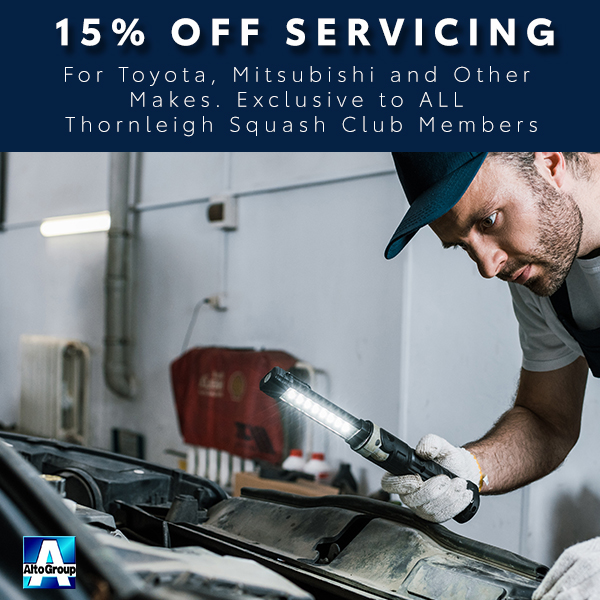 15% OFF SERVICING
For Toyota, Mitsubishi and Other
Makes. Exclusive to ALL
Thornleigh Squash Club Members
A
AltoGroup